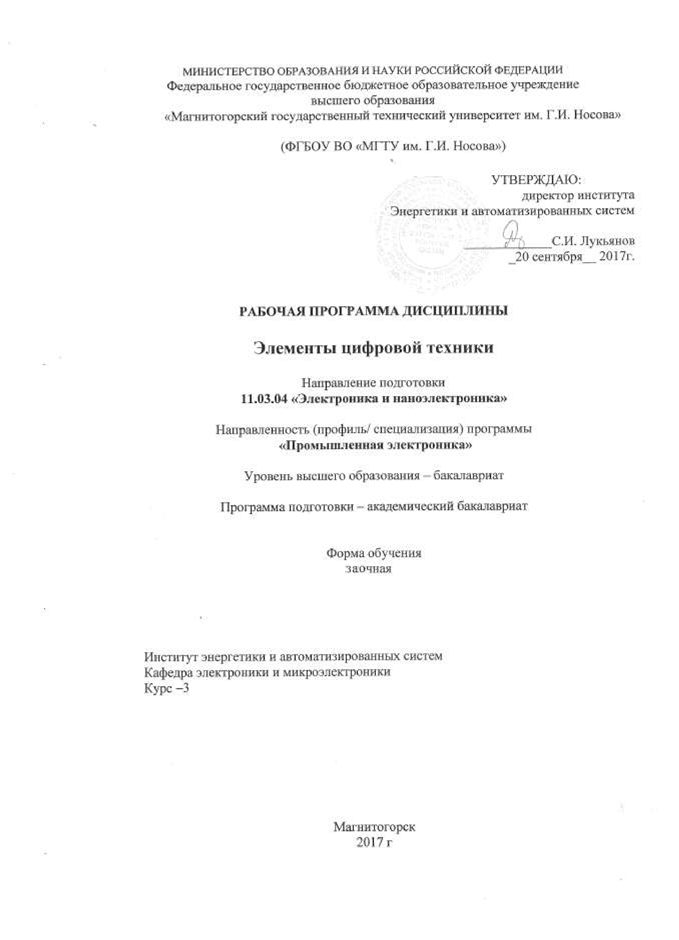 МИНИСТЕРСТВО ОБРАЗОВАНИЯ И НАУКИ РОССИЙСКОЙ ФЕДЕРАЦИИ
Федеральное государственное бюджетное образовательное учреждение
высшего образования
«Магнитогорский государственный технический университет им. Г.И. Носова»
(ФГБОУ ВО «МГТУ им. Г.И. Носова»)
УТВЕРЖДАЮ:
директор института
Энергетики и автоматизированных систем
_____________С.И. Лукьянов
_20 сентября__ 2017г.
РАБОЧАЯ ПРОГРАММА ДИСЦИПЛИНЫ
Элементы цифровой техники
Направление подготовки
11.03.04 «Электроника и наноэлектроника»
Направленность (профиль/ специализация) программы
«Промышленная электроника»
Уровень высшего образования – бакалавриат
Программа подготовки – академический бакалавриат
Форма обучения
заочная
Институт энергетики и автоматизированных систем
Кафедра электроники и микроэлектроники
Курс –3
Магнитогорск
2017 г